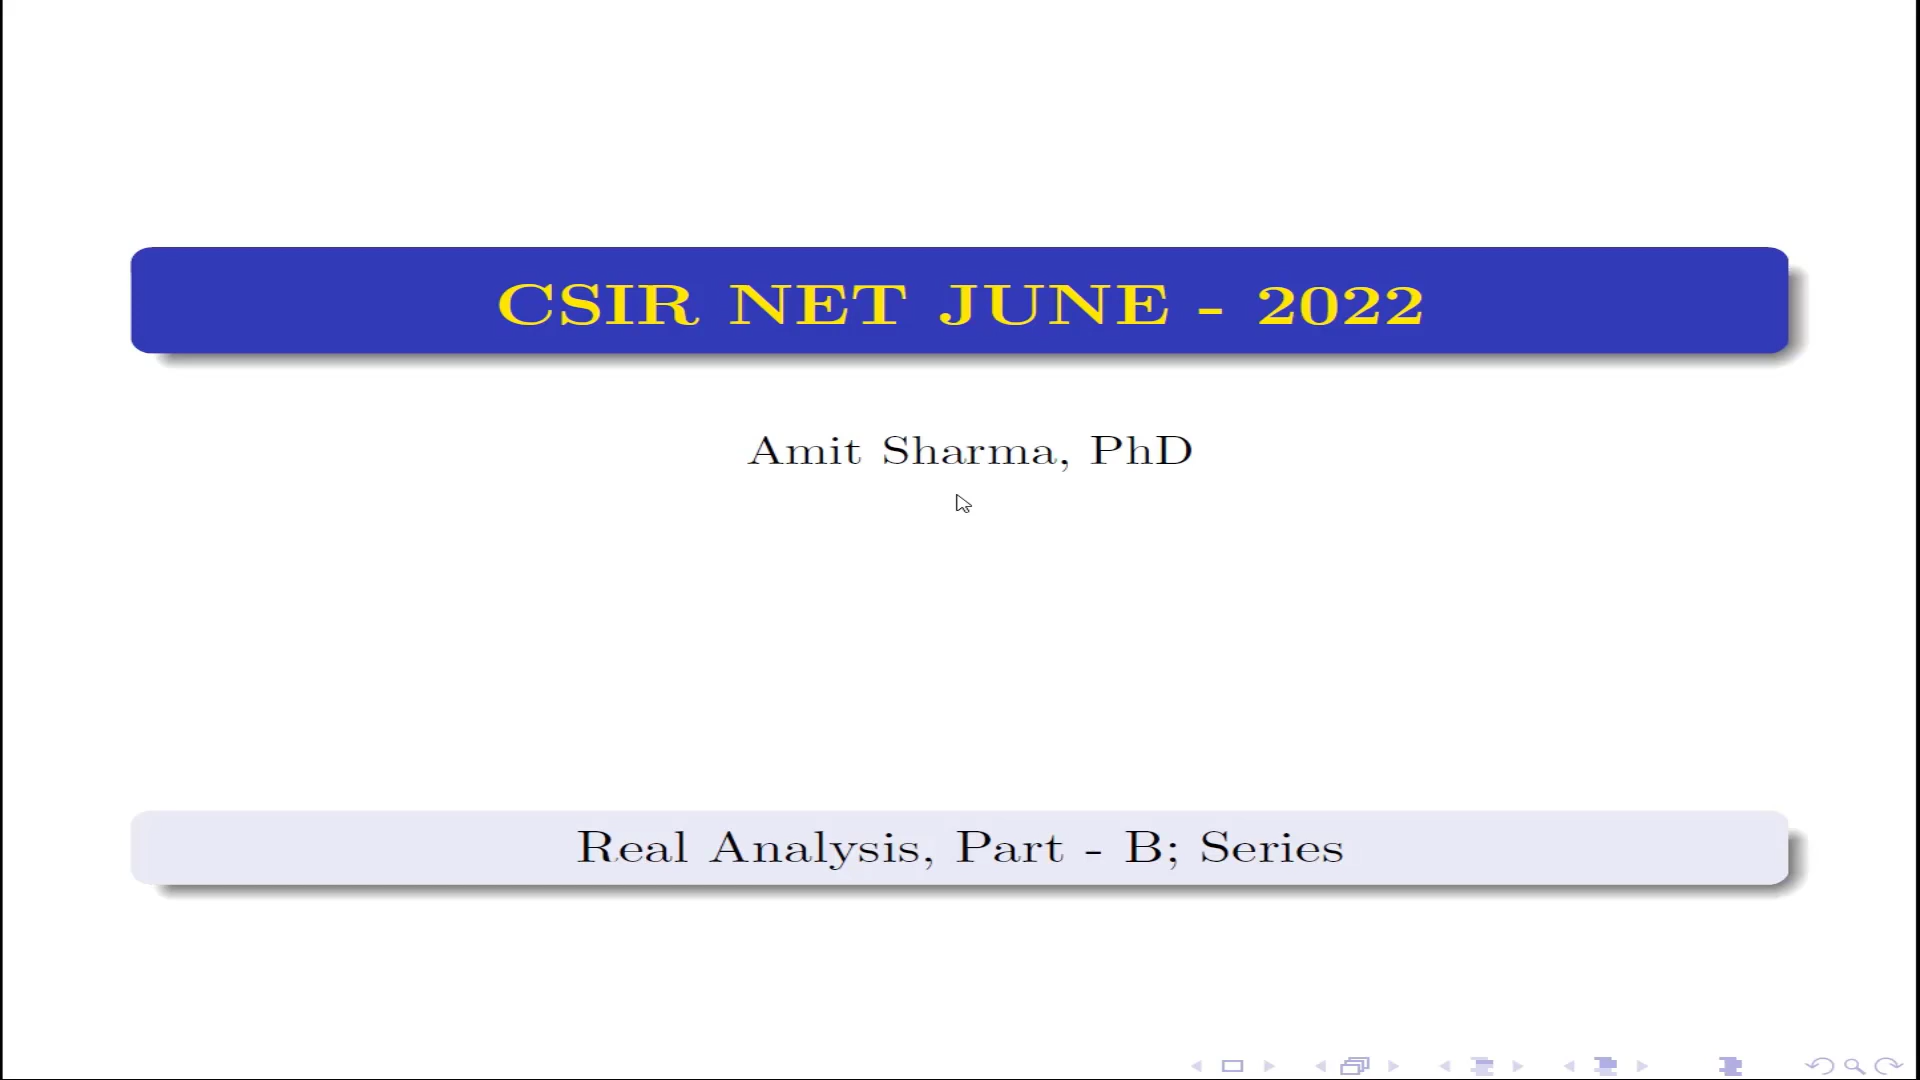 CSIR NET JUNE - 2022
Amit Sharma, PhD
Real Analysis, Part - B; Series